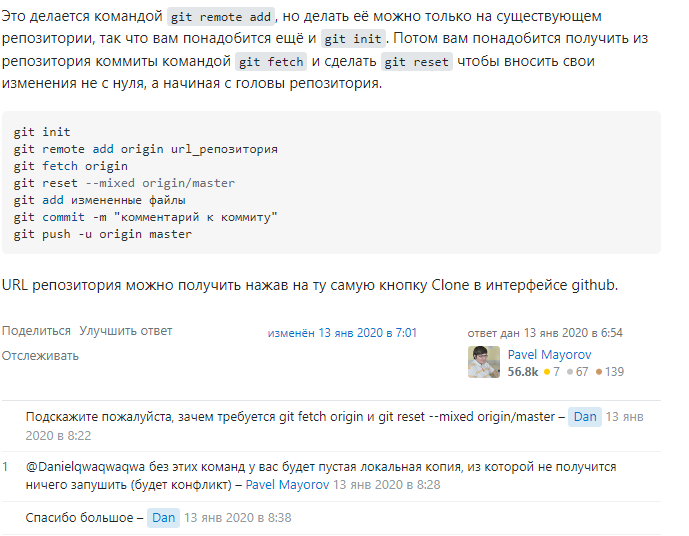 Это делается командой git remote add, но делать её можно только на существующем
репозитории, так что вам понадобится ещё и git init. Потом вам понадобится получить из
репозитория коммиты командой git fetch и сделать git reset чтобы вносить свои
изменения не с нуля, а начиная с головы репозитория.
git init
git remote add origin url_репозитория
git fetch origin
git reset --mixed origin/master
git add измененные файлы
git commit -m "комментарий к коммиту"
git push -u origin master
URL репозитория можно получить нажав на ту самую кнопку Clone в интерфейсе github.
Поделиться Улучшить ответ
Отслеживать
изменён 13 янв 2020 в 7:01
ответ дан 13 янв 2020 в 6:54
Pavel Mayorov
56.8k 7 67 139
Подскажите пожалуйста, зачем требуется git fetch origin и git reset --mixed origin/master – Dan 13 янв
2020 в 8:22
1 @Danielqwaqwaqwa без этих команд у вас будет пустая локальная копия, из которой не получится
ничего запушить (будет конфликт) – Pavel Mayorov 13 янв 2020 в 8:28
Спасибо большое – Dan 13 янв 2020 в 8:38